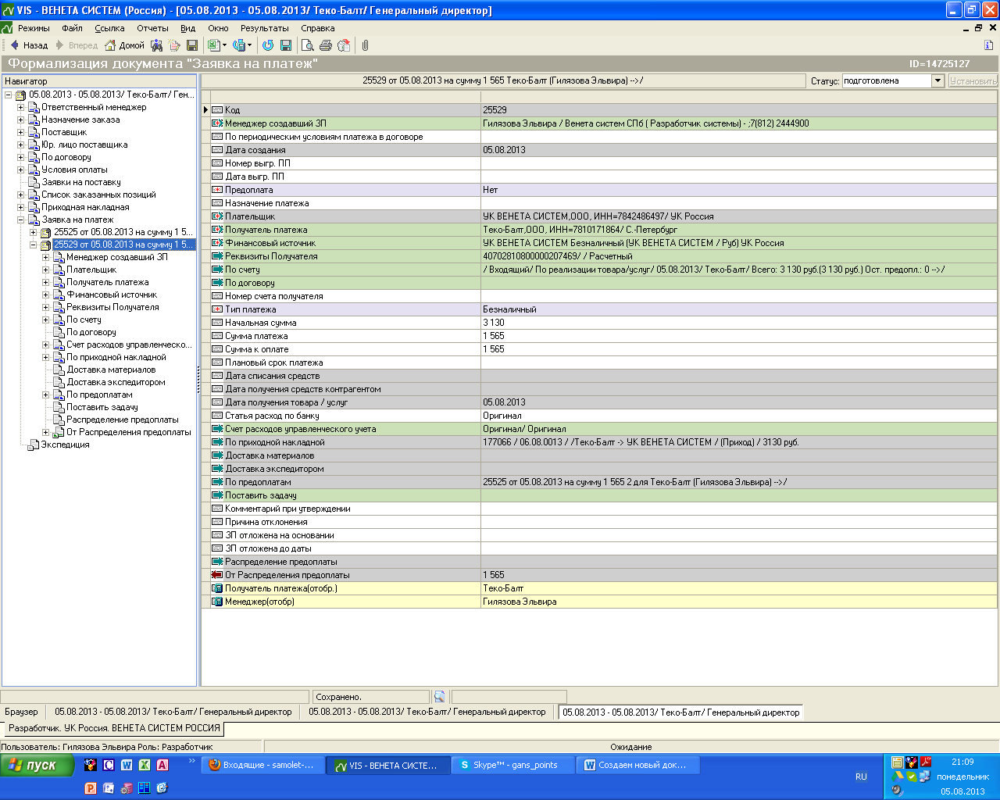 VIS - ВЕНЕТА СИСТЕМ (Россия) - [05.08.2013 - 05.08.2013/ Теко-Балт/ Генеральный директор]
Режимы Файл Ссылка Отчеты Вид Окно Результаты Справка
Назад Вперед Домой
Формализация документа "Заявка на платеж" ID=14725127
Навигатор
25529 от 05.08.2013 на сумму 1 565 Теко-Балт (Гилязова Эльвира) -->/ Статус: подготовлена Установить
05.08.2013 - 05.08.2013/ Теко-Балт/ Ген...
Ответственный менеджер
Назначение заказа
Поставщик
Юр. лицо поставщика
По договору
Условия оплаты
Заявки на поставку
Список заказанных позиций
Приходная накладная
Заявка на платеж
25525 от 05.08.2013 на сумму 1 5...
25529 от 05.08.2013 на сумму 1 5...
Менеджер создавший ЗП
Плательщик
Получатель платежа
Финансовый источник
Реквизиты Получателя
По счету
По договору
Счет расходов управленческо...
По приходной накладной
Доставка материалов
Доставка экспедитором
По предоплатам
Поставить задачу
Распределение предоплаты
От Распределения предоплаты
Экспедиция
Код 25529
Менеджер создавший ЗП Гилязова Эльвира / Венета систем СПб ( Разработчик системы) - ;7(812) 2444900
По периодическим условиям платежа в договоре
Дата создания 05.08.2013
Номер выгр. ПП
Дата выгр. ПП
Предоплата Нет
Назначение платежа
Плательщик УК ВЕНЕТА СИСТЕМ,ООО, ИНН=7842486497/ УК Россия
Получатель платежа Теко-Балт,ООО, ИНН=7810171864/ С.-Петербург
Финансовый источник УК ВЕНЕТА СИСТЕМ Безналичный (УК ВЕНЕТА СИСТЕМ / Руб) УК Россия
Реквизиты Получателя 40702810800000207469/ / Расчетный
По счету / Входящий/ По реализации товара/услуг/ 05.08.2013/ Теко-Балт/ Всего: 3 130 руб.(3 130 руб.) Ост. предопл.: 0 -->/
По договору
Номер счета получателя
Тип платежа Безналичный
Начальная сумма 3 130
Сумма платежа 1 565
Сумма к оплате 1 565
Плановый срок платежа
Дата списания средств
Дата получения средств контрагентом
Дата получения товара / услуг 05.08.2013
Статья расход по банку Оригинал
Счет расходов управленческого учета Оригинал/ Оригинал
По приходной накладной 177066 / 06.08.0013 / /Теко-Балт -> УК ВЕНЕТА СИСТЕМ / (Приход) / 3130 руб.
Доставка материалов
Доставка экспедитором
По предоплатам 25525 от 05.08.2013 на сумму 1 565 2 для Теко-Балт (Гилязова Эльвира) -->/
Поставить задачу
Комментарий при утверждении
Причина отклонения
ЗП отложена на основании
ЗП отложена до даты
Распределение предоплаты
От Распределения предоплаты 1 565
Получатель платежа(отобр.) Теко-Балт
Менеджер(отобр) Гилязова Эльвира
Сохранено.
Браузер 05.08.2013 - 05.08.2013/ Теко-Балт/ Генеральный директор 05.08.2013 - 05.08.2013/ Теко-Балт/ Генеральный директор 05.08.2013 - 05.08.2013/ Теко-Балт/ Генеральный директор
Разработчик. УК Россия. ВЕНЕТА СИСТЕМ РОССИЯ
Пользователь: Гилязова Эльвира Роль: Разработчик Ожидание
пуск Входящие - samolet-... VIS - ВЕНЕТА СИСТЕ... Skype™ - gans_points Создаем новый док... RU 21:09
понедельник
05.08.2013